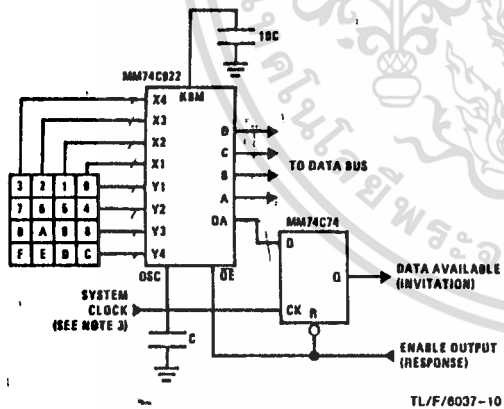 10C
MM74C922
KBM
X4
X3
X2
X1
Y1
Y2
Y3
Y4
D
C
B
A
DA
TO DATA BUS
3 2 1 0
7 6 5 4
B A 9 8
F E D C
OSC
OE
MM74C74
D
Q
CK
R
DATA AVAILABLE
(INVITATION)
SYSTEM
CLOCK
(SEE NOTE 3)
C
ENABLE OUTPUT
(RESPONSE)
TL/F/6037-10